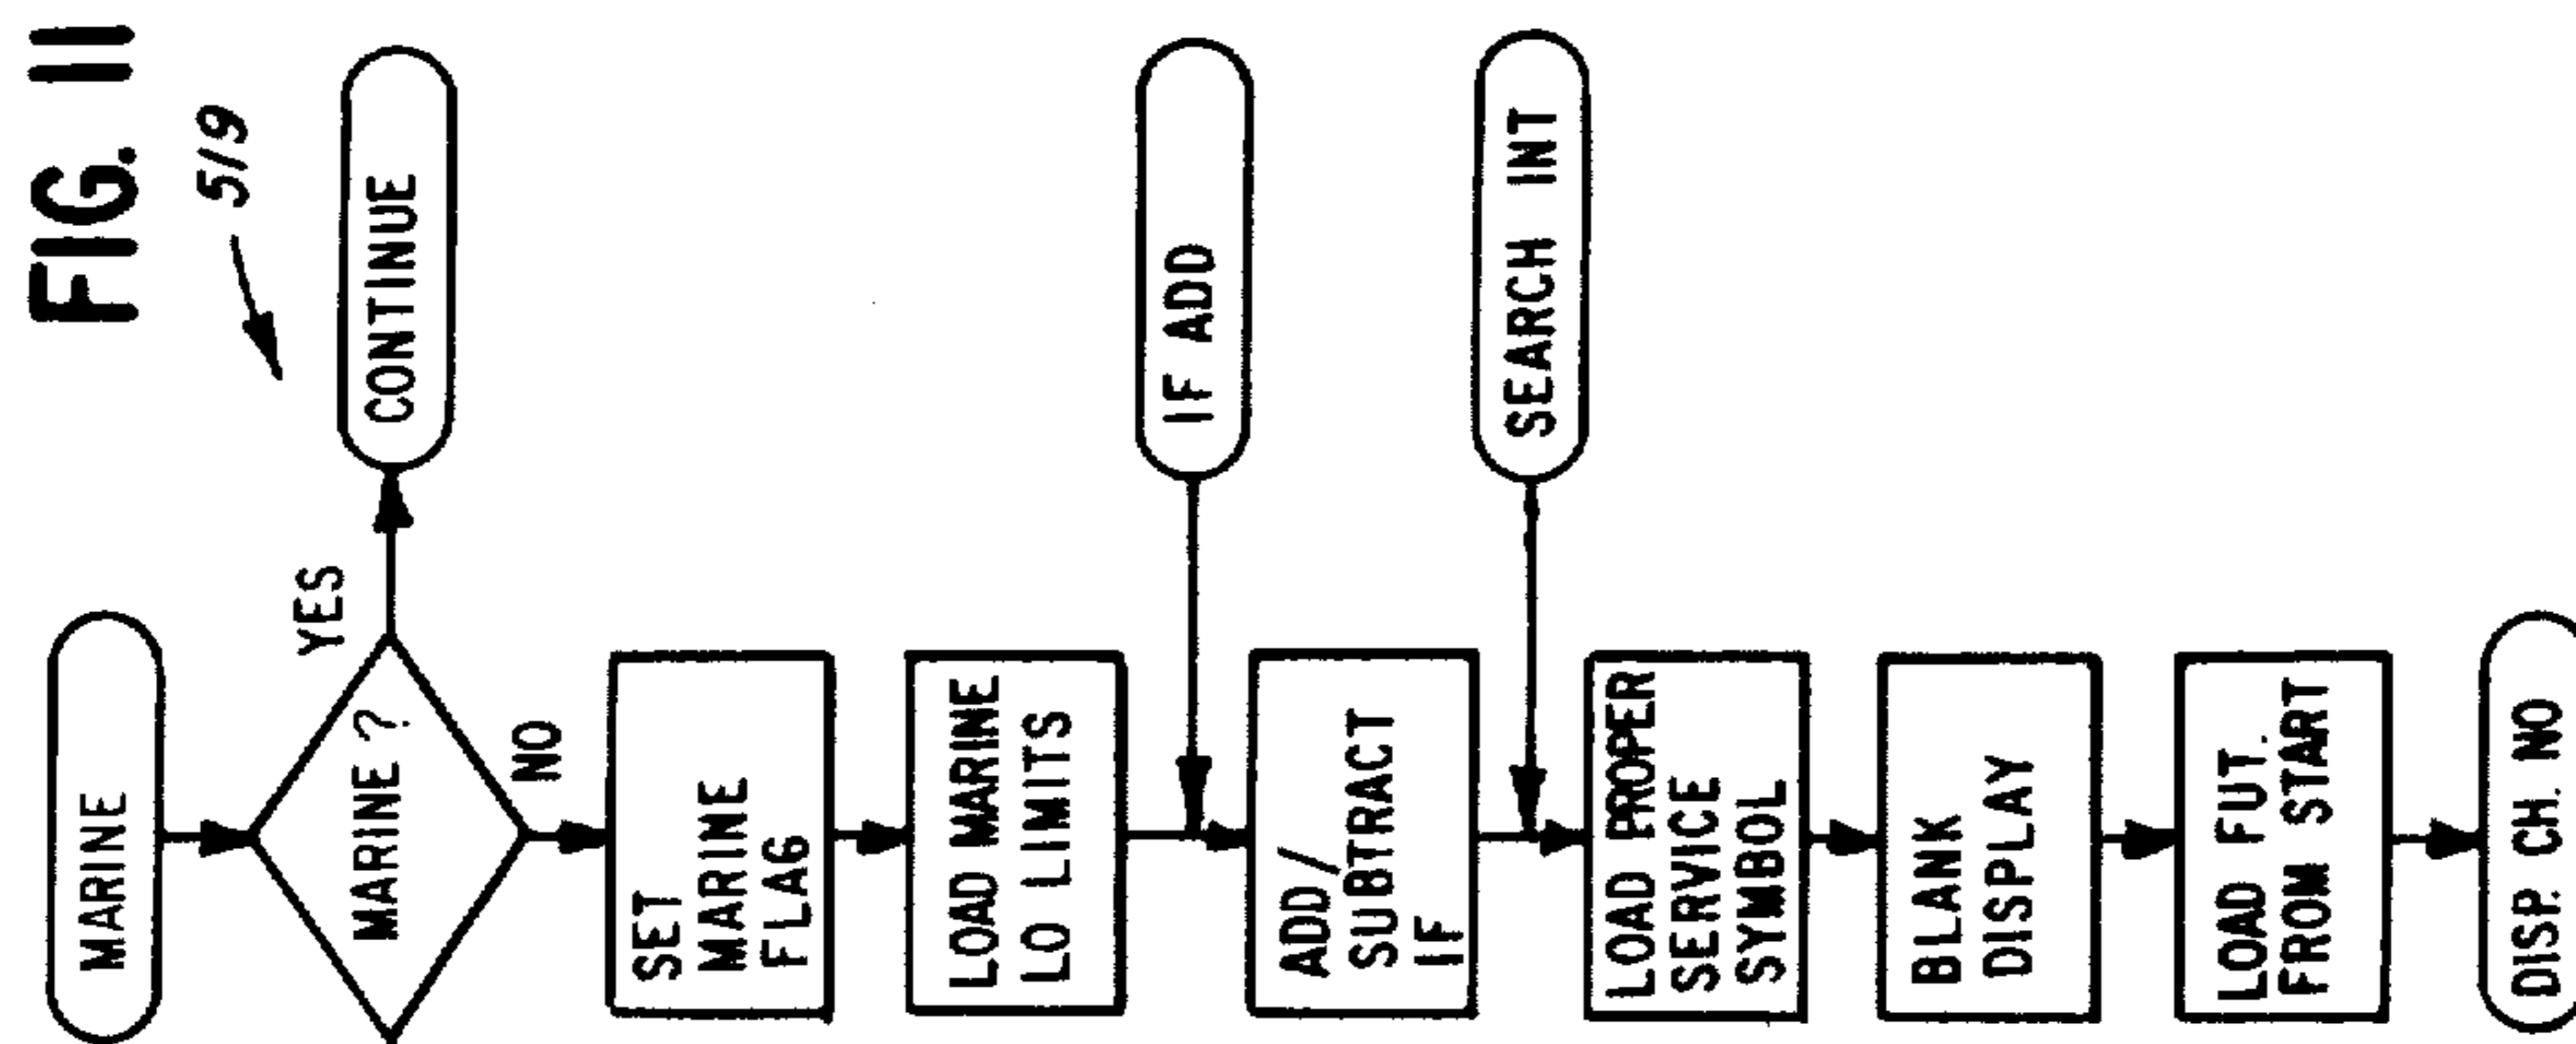 FIG. 11
5/9
MARINE
MARINE ?
YES
CONTINUE
NO
SET
MARINE
FLAG
LOAD MARINE
LO LIMITS
IF ADD
ADD/
SUBTRACT
IF
SEARCH INT
LOAD PROPER
SERVICE
SYMBOL
BLANK
DISPLAY
LOAD FUT.
FROM START
DISP. CH. NO